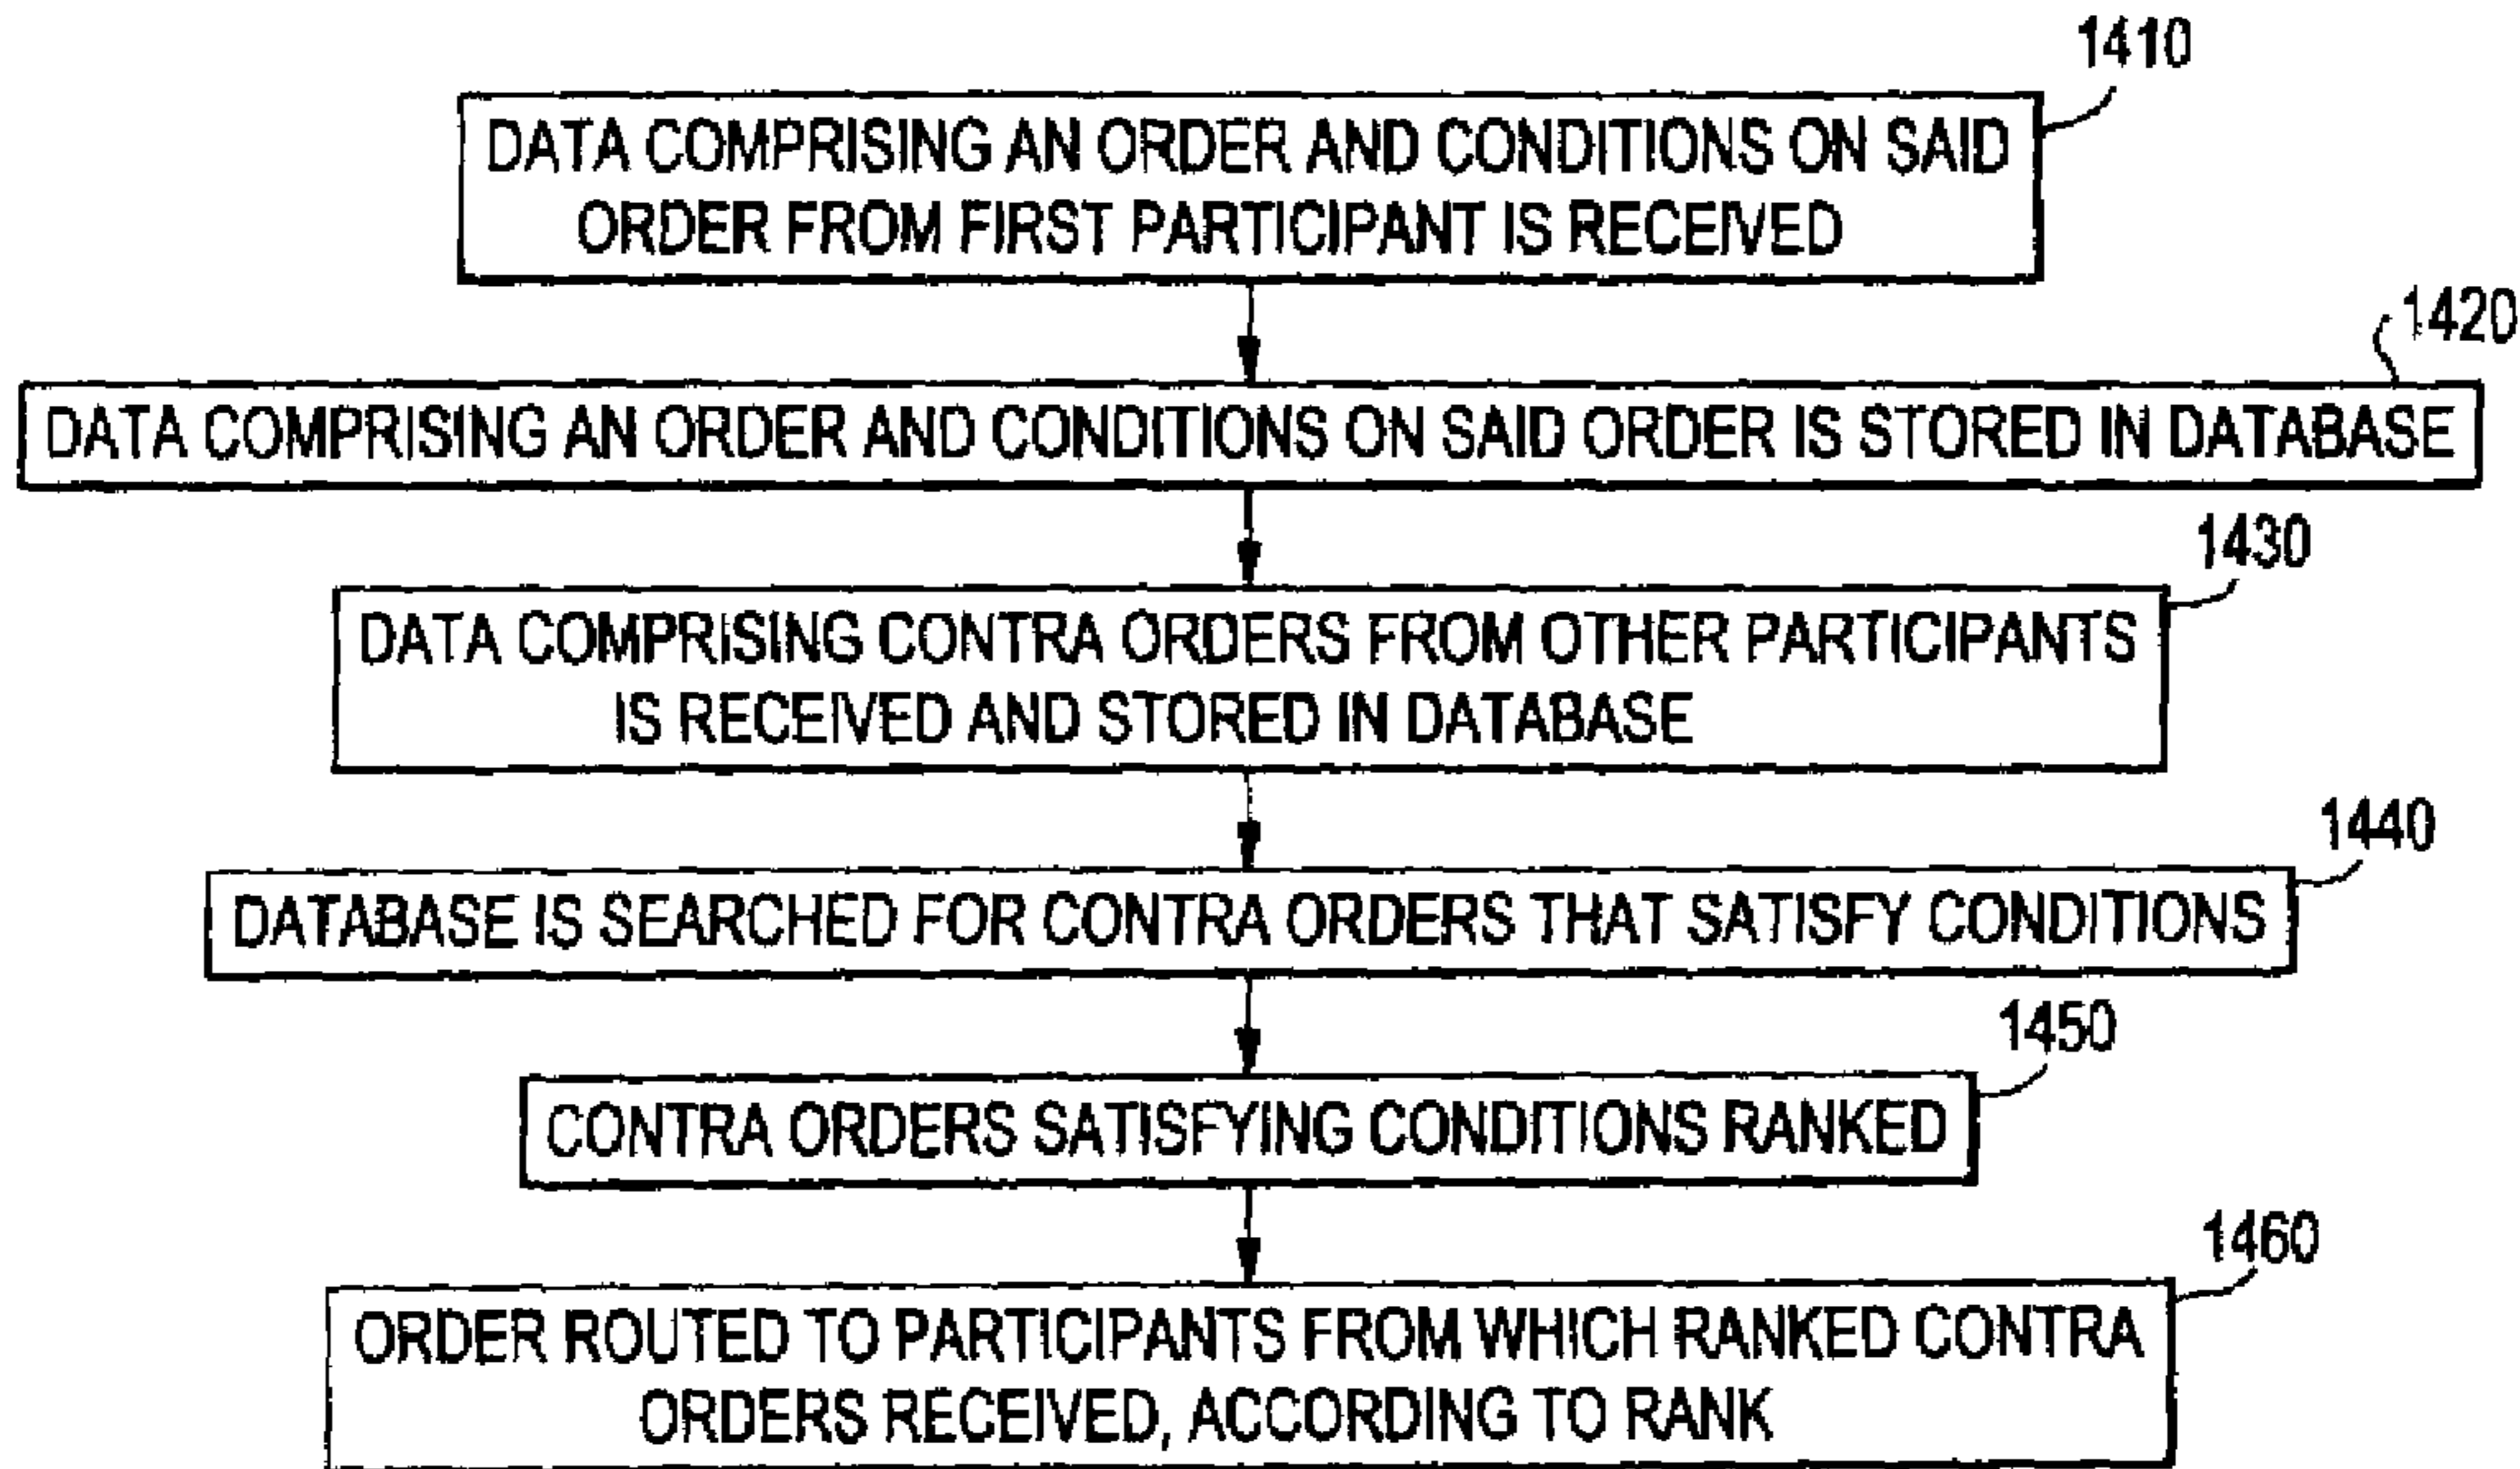 1410
DATA COMPRISING AN ORDER AND CONDITIONS ON SAID
ORDER FROM FIRST PARTICIPANT IS RECEIVED
1420
DATA COMPRISING AN ORDER AND CONDITIONS ON SAID ORDER IS STORED IN DATABASE
1430
DATA COMPRISING CONTRA ORDERS FROM OTHER PARTICIPANTS
IS RECEIVED AND STORED IN DATABASE
1440
DATABASE IS SEARCHED FOR CONTRA ORDERS THAT SATISFY CONDITIONS
1450
CONTRA ORDERS SATISFYING CONDITIONS RANKED
1460
ORDER ROUTED TO PARTICIPANTS FROM WHICH RANKED CONTRA
ORDERS RECEIVED, ACCORDING TO RANK